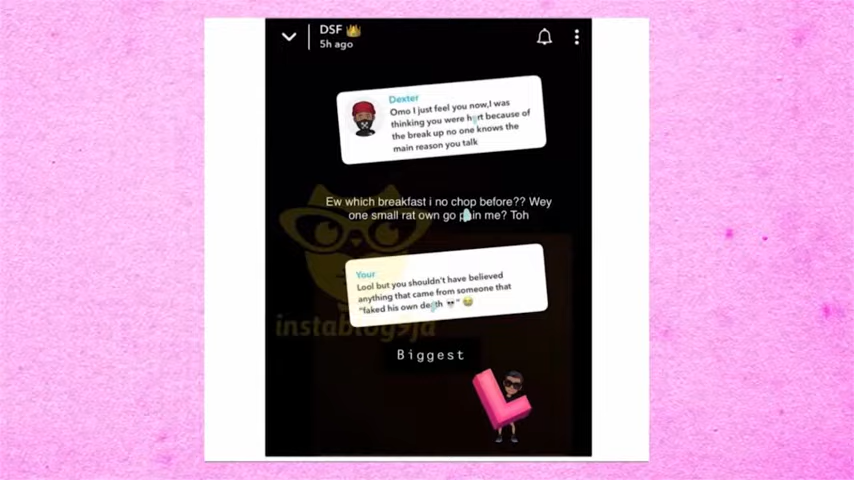 DSF 👑
5h ago
Dexter
Omo I just feel you now,I was
thinking you were hurt because of
the break up no one knows the
main reason you talk
Ew which breakfast i no chop before?? Wey
one small rat own go pain me? Toh
Your
Lool but you shouldn't have believed
anything that came from someone that
"faked his own death ☠️" 😂
instablog9ja
Biggest
L